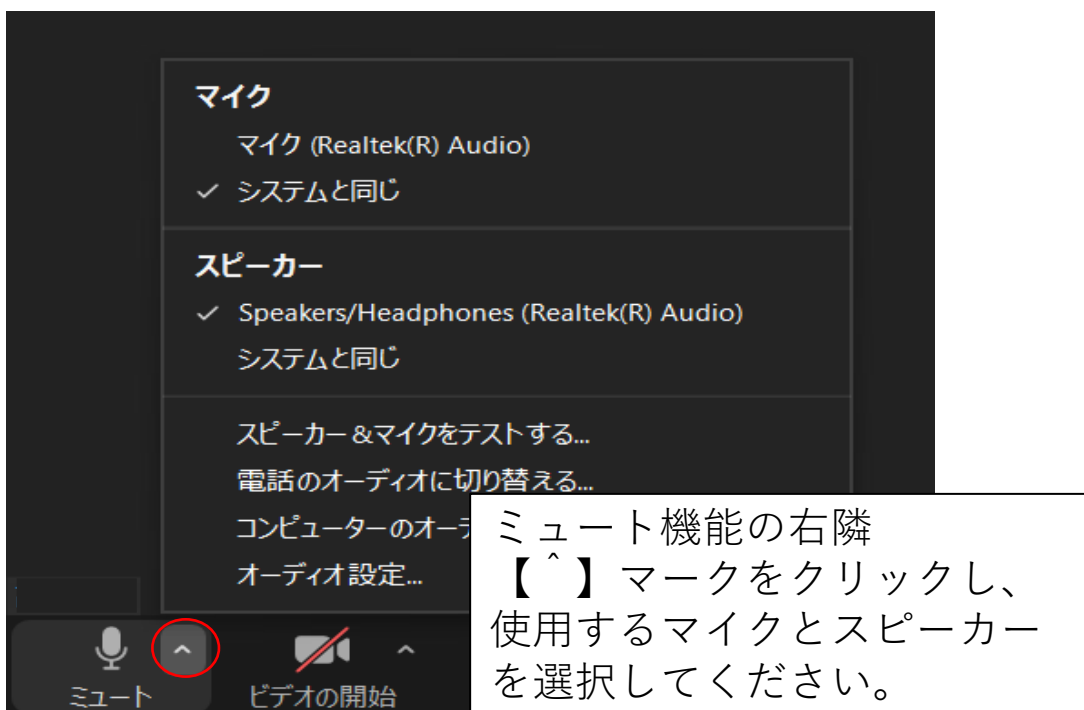 マイク
マイク (Realtek(R) Audio)
システムと同じ
スピーカー
Speakers/Headphones (Realtek(R) Audio)
システムと同じ
スピーカー＆マイクをテストする...
電話のオーディオに切り替える...
コンピューターのオー
オーディオ設定...
ミュート
ビデオの開始
ミュート機能の右隣
【＾】マークをクリックし、
使用するマイクとスピーカー
を選択してください。